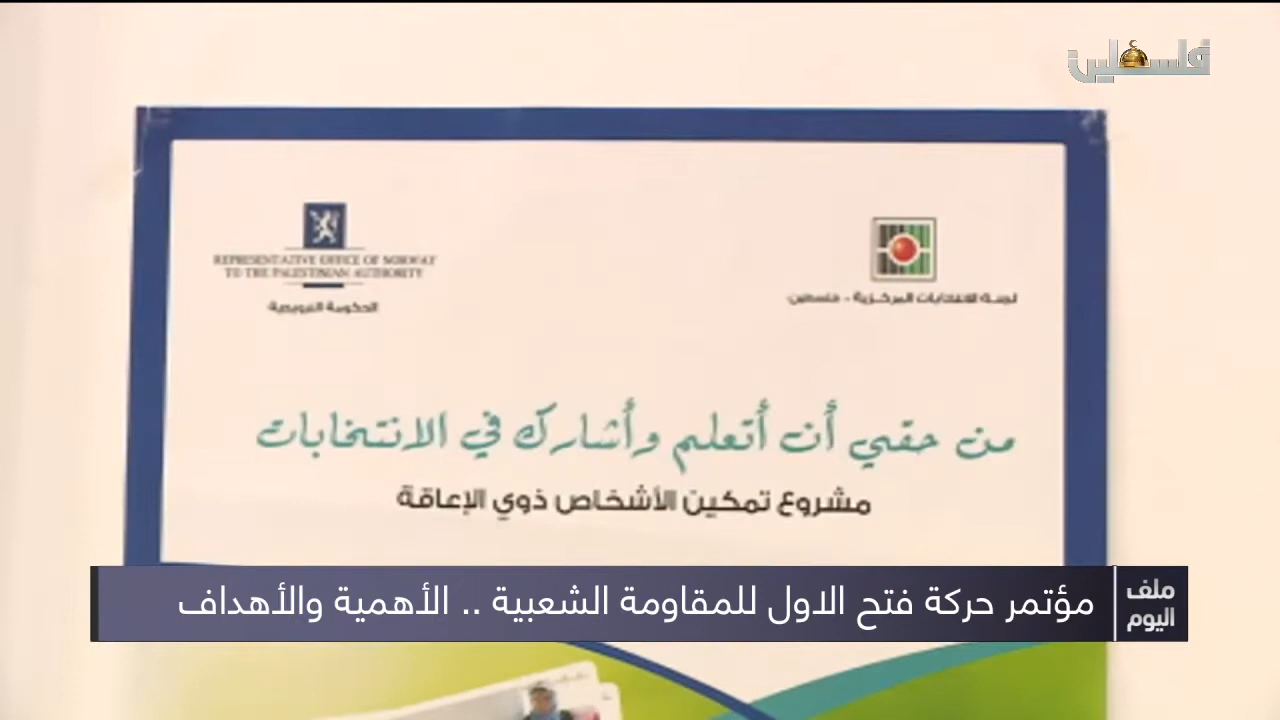 فلسطين
لجنة الانتخابات المركزية - فلسطين
REPRESENTATIVE OFFICE OF NORWAY
TO THE PALESTINIAN AUTHORITY
الحكومة النرويجية
من حقي أن أتعلم وأشارك في الانتخابات
مشروع تمكين الأشخاص ذوي الإعاقة
ملف اليوم
مؤتمر حركة فتح الاول للمقاومة الشعبية .. الأهمية والأهداف